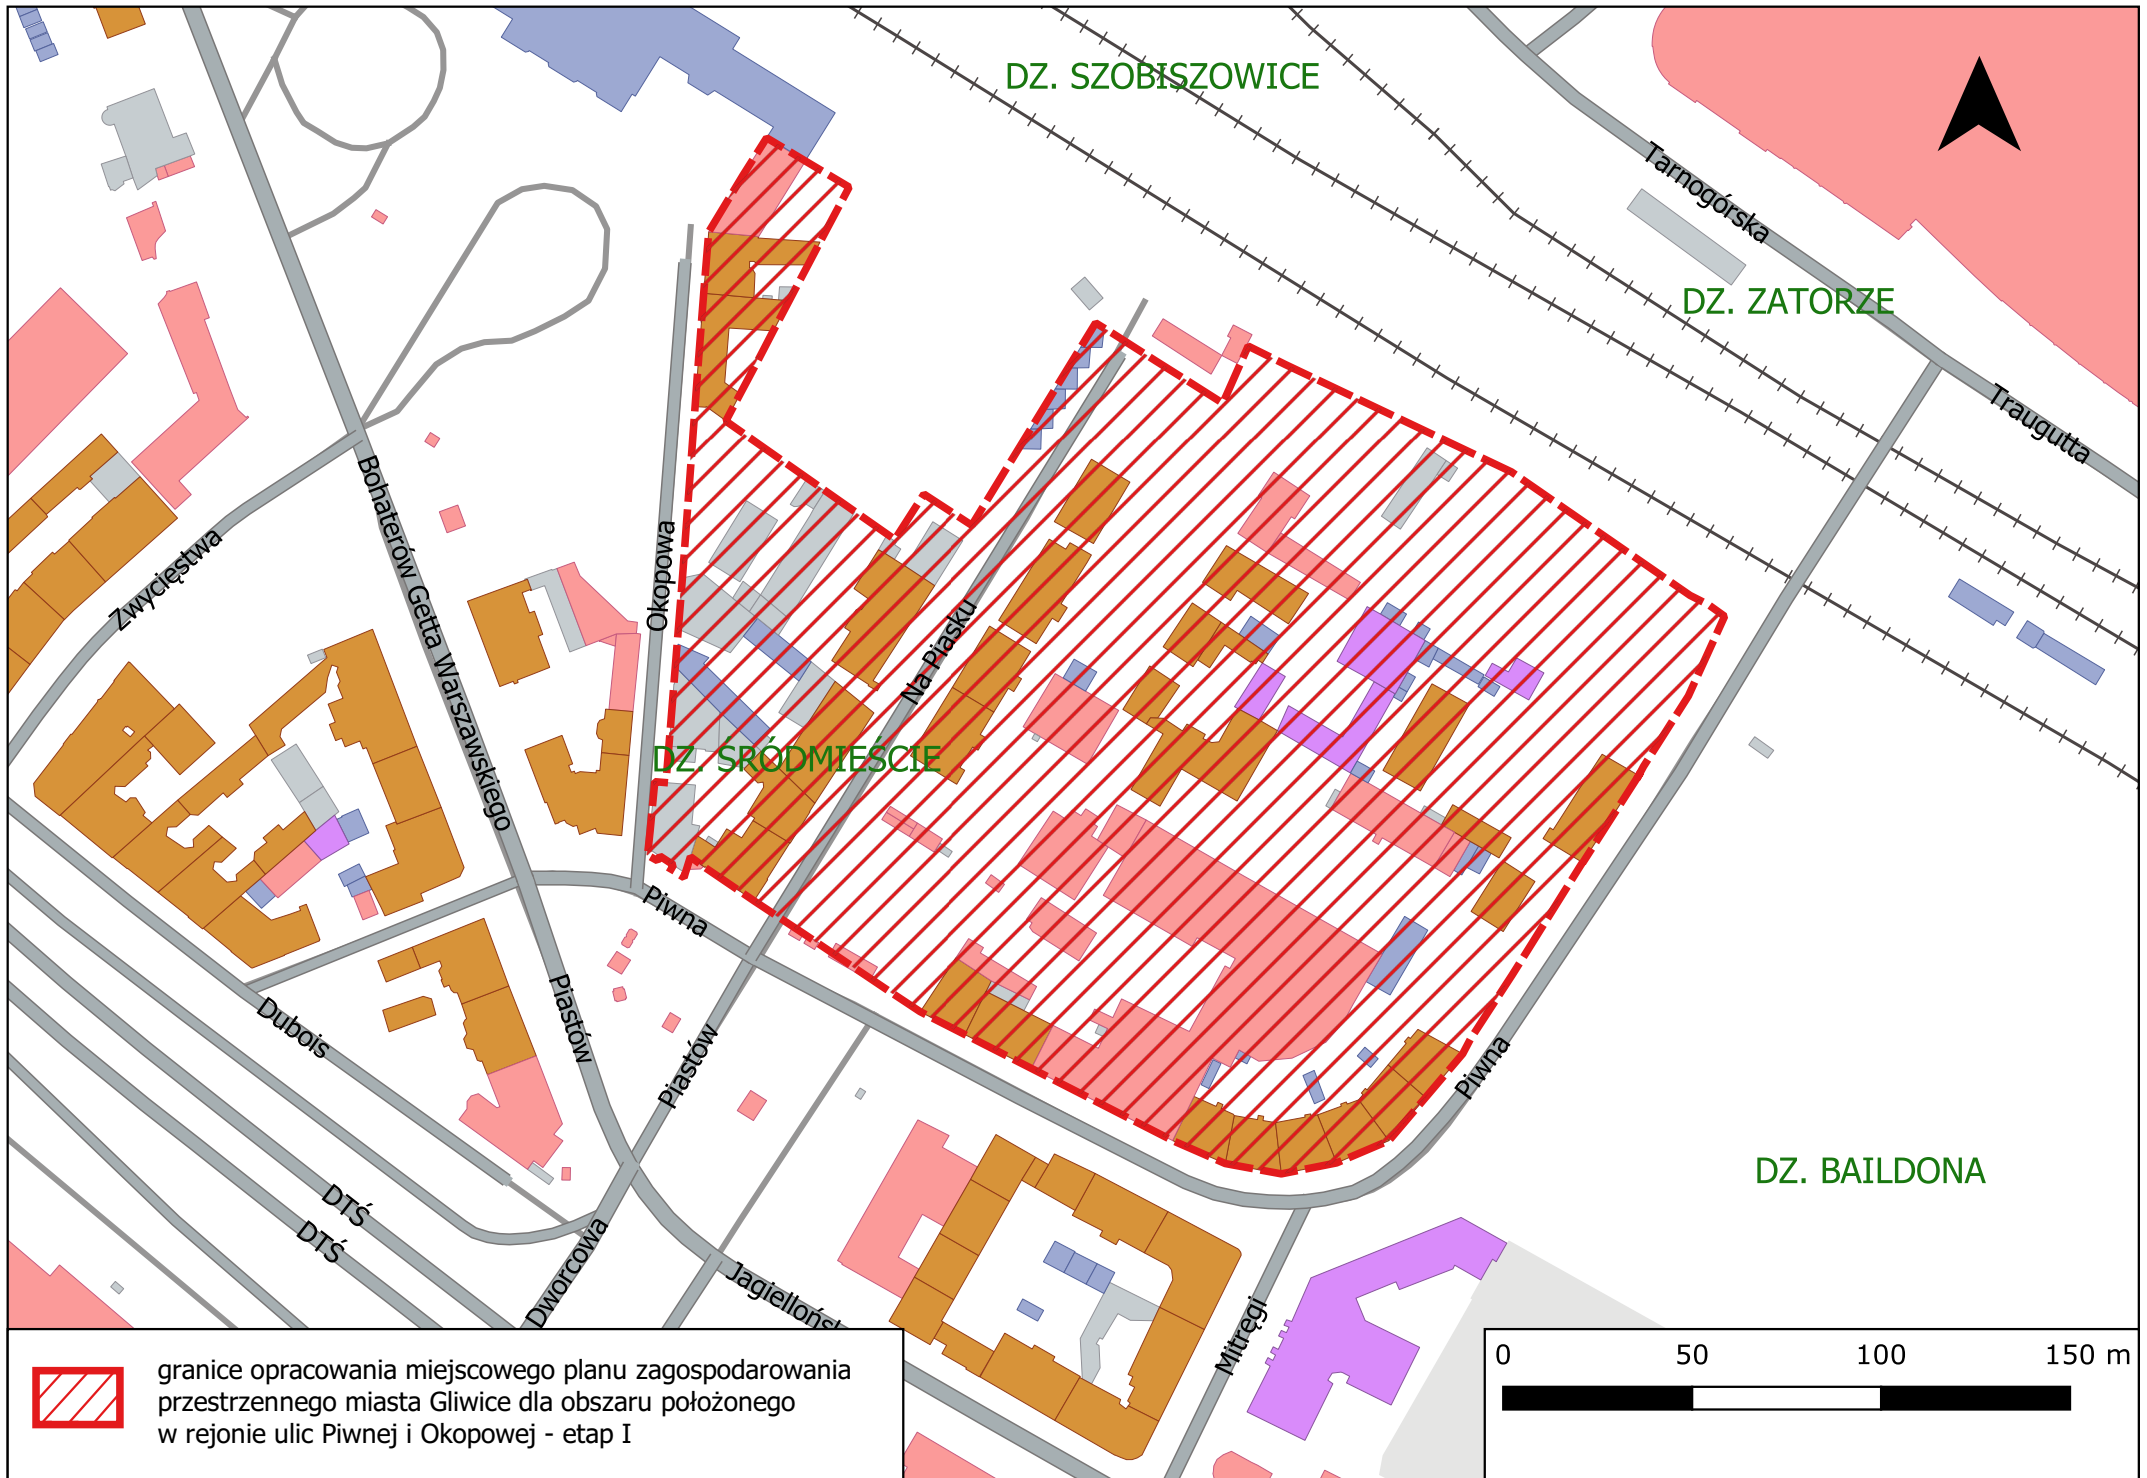 DZ. SZOBISZOWICE
Tarnogórska
DZ. ZATORZE
Traugutta
Zwycięstwa
Bohaterów Getta Warszawskiego
Okopowa
Na Piasku
DZ. ŚRÓDMIEŚCIE
Piwna
Dubois
Piastów
Piastów
Piwna
DZ. BAILDONA
DTŚ
DTŚ
Dworcowa
Jagiellońsk
Mitręgi
granice opracowania miejscowego planu zagospodarowania
przestrzennego miasta Gliwice dla obszaru położonego
w rejonie ulic Piwnej i Okopowej - etap I
0 50 100 150 m